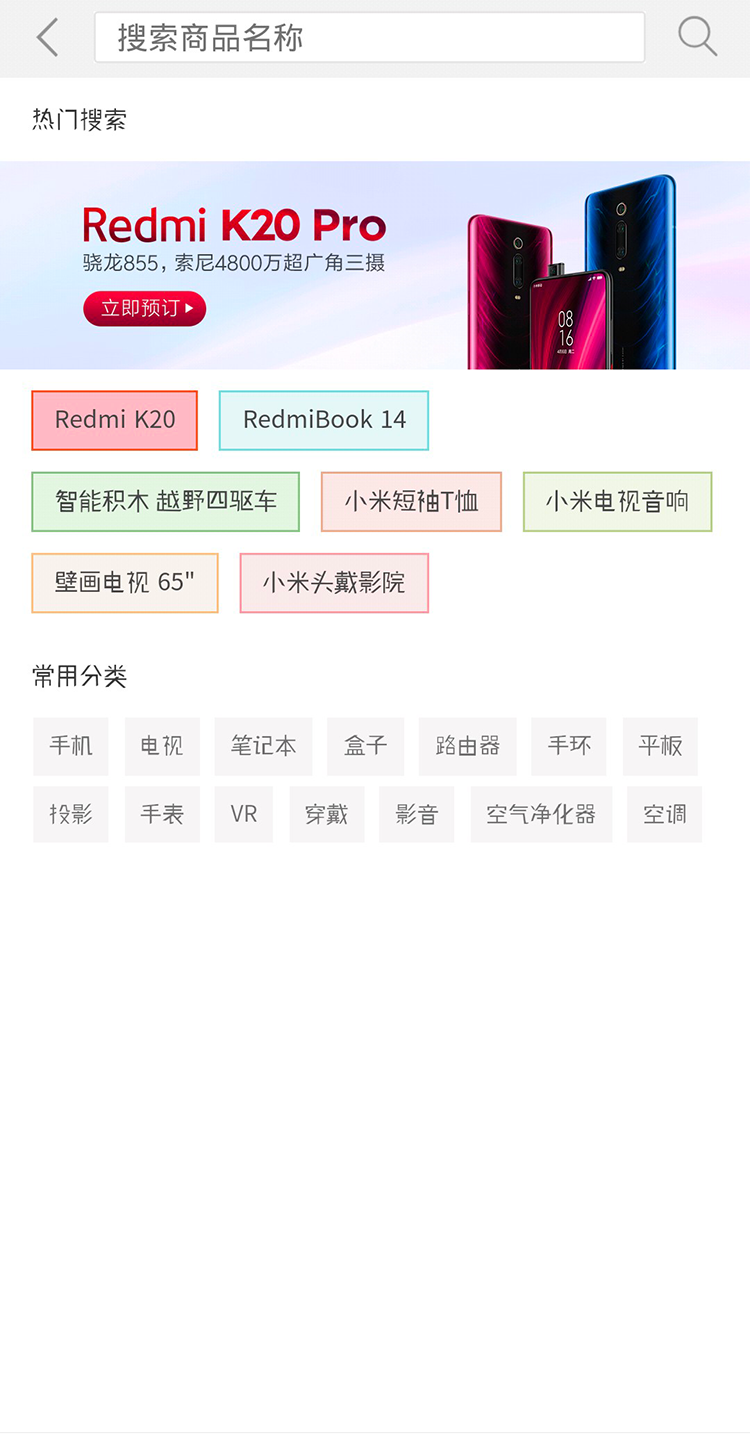 搜索商品名称
热门搜索
Redmi K20 Pro
骁龙855，索尼4800万超广角三摄
立即预订
08
16
Redmi K20 RedmiBook 14
智能积木 越野四驱车 小米短袖T恤 小米电视音响
壁画电视 65" 小米头戴影院
常用分类
手机 电视 笔记本 盒子 路由器 手环 平板
投影 手表 VR 穿戴 影音 空气净化器 空调